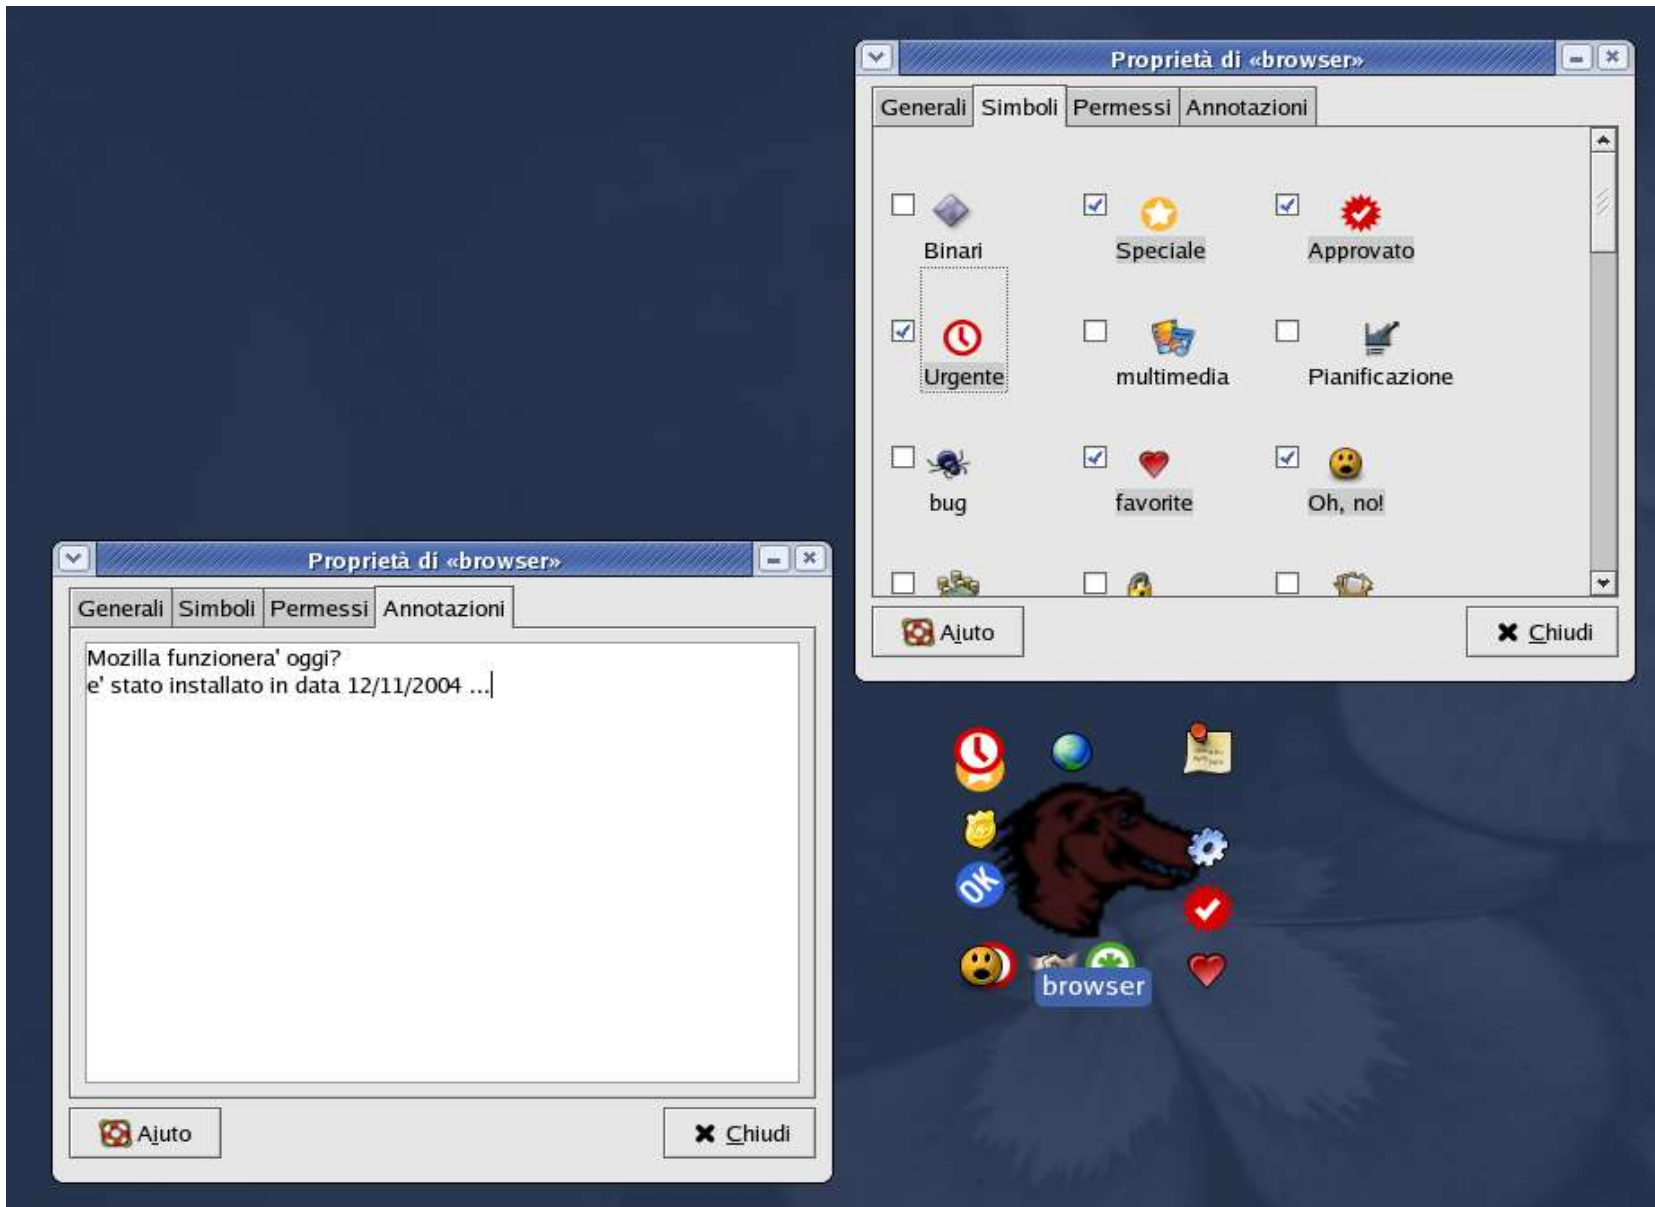 Proprietà di «browser»
Generali Simboli Permessi Annotazioni
Binari Speciale Approvato
Urgente multimedia Pianificazione
bug favorite Oh, no!
Aiuto Chiudi
Proprietà di «browser»
Generali Simboli Permessi Annotazioni
Mozilla funzionera' oggi?
e' stato installato in data 12/11/2004 ...
Aiuto Chiudi
OK
browser